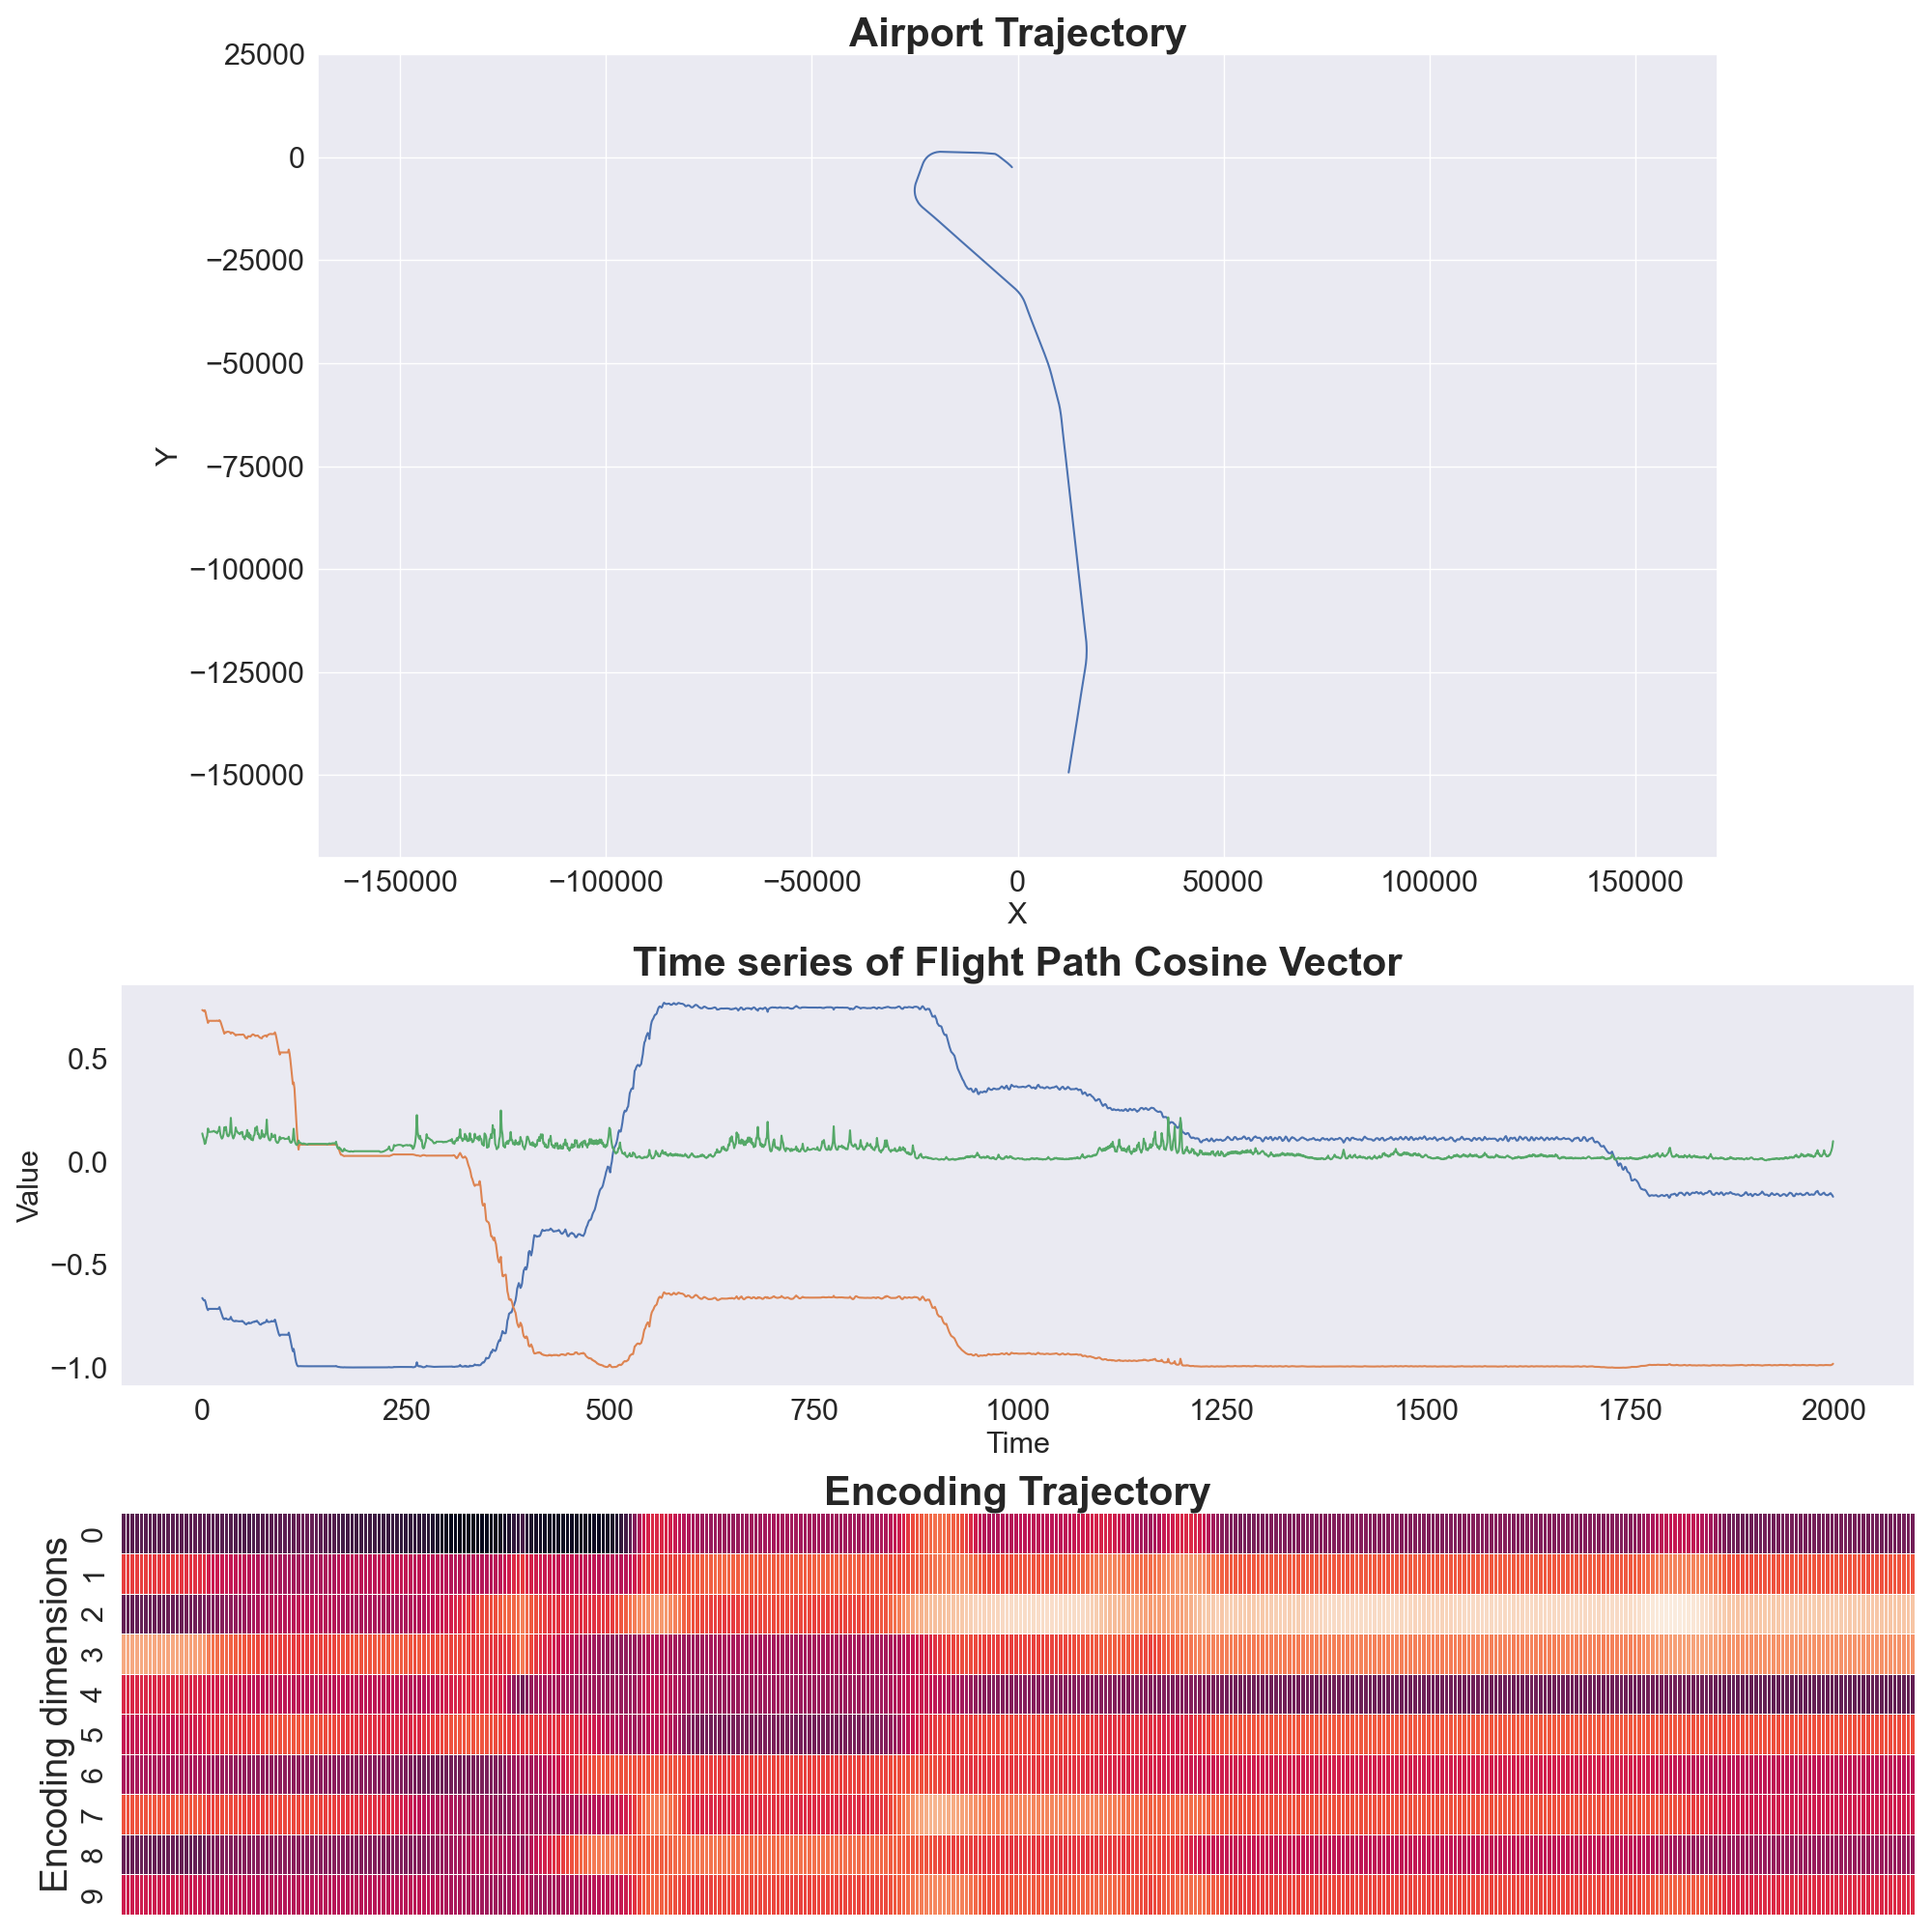 Airport Trajectory
25000
0
−25000
−50000
−75000
−100000
−125000
−150000
Y
−150000 −100000 −50000 0 50000 100000 150000
X
Time series of Flight Path Cosine Vector
0.5
0.0
−0.5
−1.0
Value
0 250 500 750 1000 1250 1500 1750 2000
Time
Encoding Trajectory
Encoding dimensions
0
1
2
3
4
5
6
7
8
9